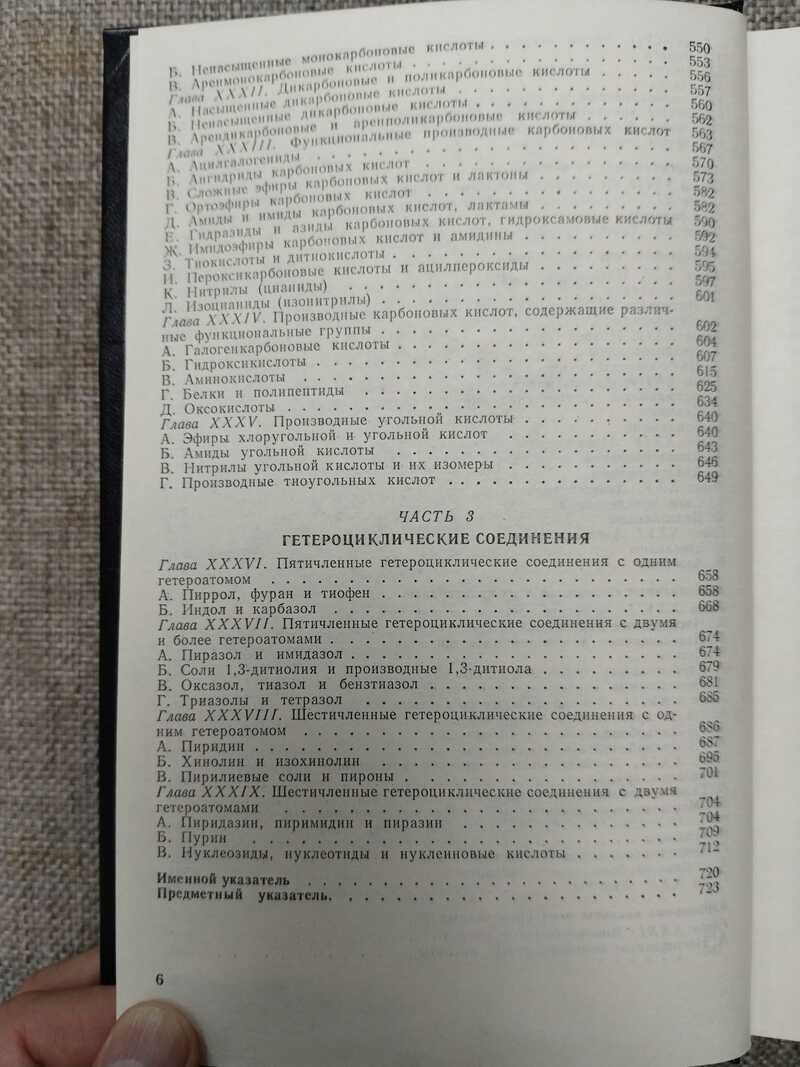 Б. Ненасыщенные монокарбоновые кислоты . . . . . . . . . . 550
В. Аренмонокарбоновые кислоты . . . . . . . . . . 553
Глава XXXII. Дикарбоновые и поликарбоновые кислоты . . . . . 556
А. Насыщенные дикарбоновые кислоты . . . . . . . . . . 557
Б. Ненасыщенные дикарбоновые кислоты . . . . . . . . . . 560
В. Арендикарбоновые и аренполикарбоновые кислоты . . . . . . 562
Глава XXXIII. Функциональные производные карбоновых кислот 563
А. Ацилгалогениды . . . . . . . . . . 567
Б. Ангидриды карбоновых кислот . . . . . . . . . . 570
В. Сложные эфиры карбоновых кислот и лактоны . . . . . . . . 573
Г. Ортоэфиры карбоновых кислот . . . . . . . . . . 582
Д. Амиды и имиды карбоновых кислот, лактамы . . . . . . . . 582
Е. Гидразиды и азиды карбоновых кислот, гидроксамовые кислоты 590
Ж. Имидоэфиры карбоновых кислот и амидины . . . . . . . . 592
З. Тиокислоты и дитиокислоты . . . . . . . . . . 594
И. Пероксикарбоновые кислоты и ацилпероксиды . . . . . . . . 595
К. Нитрилы (цианиды) . . . . . . . . . . 597
Л. Изоцианиды (изонитрилы) . . . . . . . . . . 601
Глава XXXIV. Производные карбоновых кислот, содержащие различ-
ные функциональные группы . . . . . . . . . . 602
А. Галогенкарбоновые кислоты . . . . . . . . . . 604
Б. Гидроксикислоты . . . . . . . . . . 607
В. Аминокислоты . . . . . . . . . . 615
Г. Белки и полипептиды . . . . . . . . . . 625
Д. Оксокислоты . . . . . . . . . . 634
Глава XXXV. Производные угольной кислоты . . . . . . . . . . 640
А. Эфиры хлоругольной и угольной кислот . . . . . . . . . . 640
Б. Амиды угольной кислоты . . . . . . . . . . 643
В. Нитрилы угольной кислоты и их изомеры . . . . . . . . . . 646
Г. Производные тиоугольных кислот . . . . . . . . . . 649
ЧАСТЬ 3
ГЕТЕРОЦИКЛИЧЕСКИЕ СОЕДИНЕНИЯ
Глава XXXVI. Пятичленные гетероциклические соединения с одним
гетероатомом . . . . . . . . . . 658
А. Пиррол, фуран и тиофен . . . . . . . . . . 658
Б. Индол и карбазол . . . . . . . . . . 668
Глава XXXVII. Пятичленные гетероциклические соединения с двумя
и более гетероатомами . . . . . . . . . . 674
А. Пиразол и имидазол . . . . . . . . . . 674
Б. Соли 1,3-дитиолия и производные 1,3-дитиола . . . . . . . . 679
В. Оксазол, тиазол и бензтиазол . . . . . . . . . . 681
Г. Триазолы и тетразол . . . . . . . . . . 685
Глава XXXVIII. Шестичленные гетероциклические соединения с од-
ним гетероатомом . . . . . . . . . . 686
А. Пиридин . . . . . . . . . . 687
Б. Хинолин и изохинолин . . . . . . . . . . 695
В. Пирилиевые соли и пироны . . . . . . . . . . 701
Глава XXXIX. Шестичленные гетероциклические соединения с двумя
гетероатомами . . . . . . . . . . 704
А. Пиридазин, пиримидин и пиразин . . . . . . . . . . 704
Б. Пурин . . . . . . . . . . 709
В. Нуклеозиды, нуклеотиды и нуклеиновые кислоты . . . . . . . 712
Именной указатель . . . . . . . . . . 720
Предметный указатель. . . . . . . . . . . 723
6